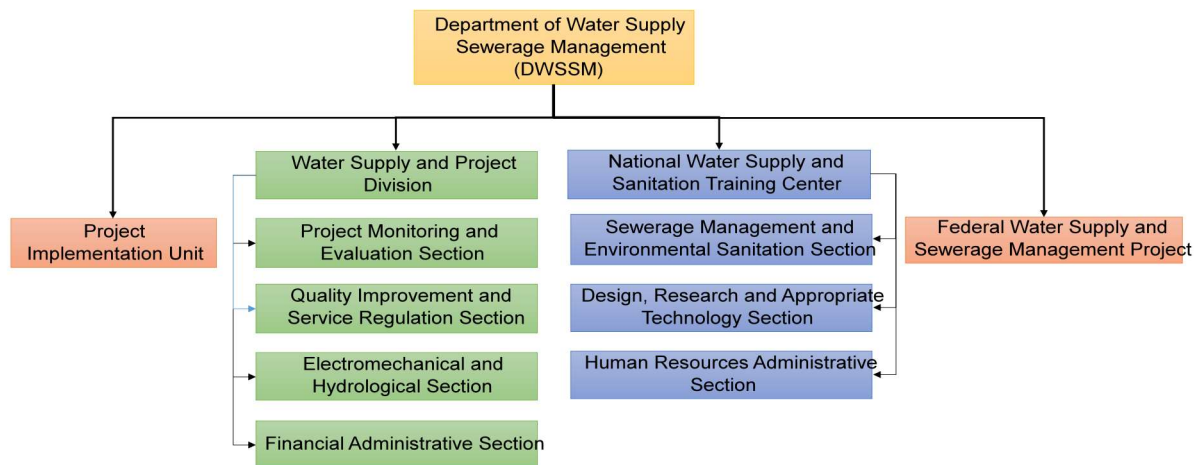 Department of Water Supply
Sewerage Management
(DWSSM)
Project
Implementation Unit
Water Supply and Project
Division
Project Monitoring and
Evaluation Section
Quality Improvement and
Service Regulation Section
Electromechanical and
Hydrological Section
Financial Administrative Section
National Water Supply and
Sanitation Training Center
Sewerage Management and
Environmental Sanitation Section
Design, Research and Appropriate
Technology Section
Human Resources Administrative
Section
Federal Water Supply and
Sewerage Management Project